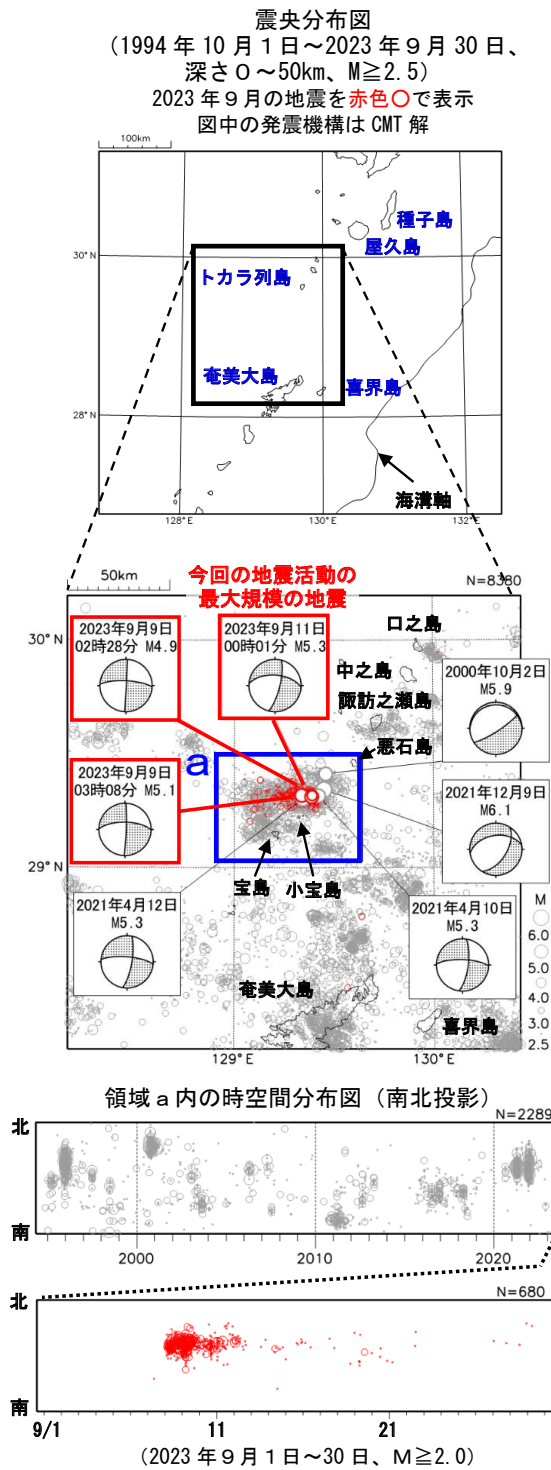 震央分布図
（1994年10月1日～2023年９月30日、
深さ０～50km、M≧2.5）
2023年９月の地震を赤色○で表示
図中の発震機構はCMT解
100km
種子島
屋久島
30°N
トカラ列島
奄美大島
喜界島
28°N
海溝軸
128°E
130°E
132°E
50km
今回の地震活動の
最大規模の地震
N=8380
30°N
口之島
2023年9月9日
02時28分 M4.9
2023年9月11日
00時01分 M5.3
中之島
2000年10月2日
M5.9
諏訪之瀬島
悪石島
a
2023年9月9日
03時08分 M5.1
2021年12月9日
M6.1
29°N
宝島
小宝島
2021年4月12日
M5.3
2021年4月10日
M5.3
M
6.0
5.0
4.0
3.0
2.5
奄美大島
喜界島
129°E
130°E
領域ａ内の時空間分布図（南北投影）
N=2289
北
南
2000
2010
2020
北
N=680
南
9/1
11
21
（2023年９月１日～30日、Ｍ≧2.0）